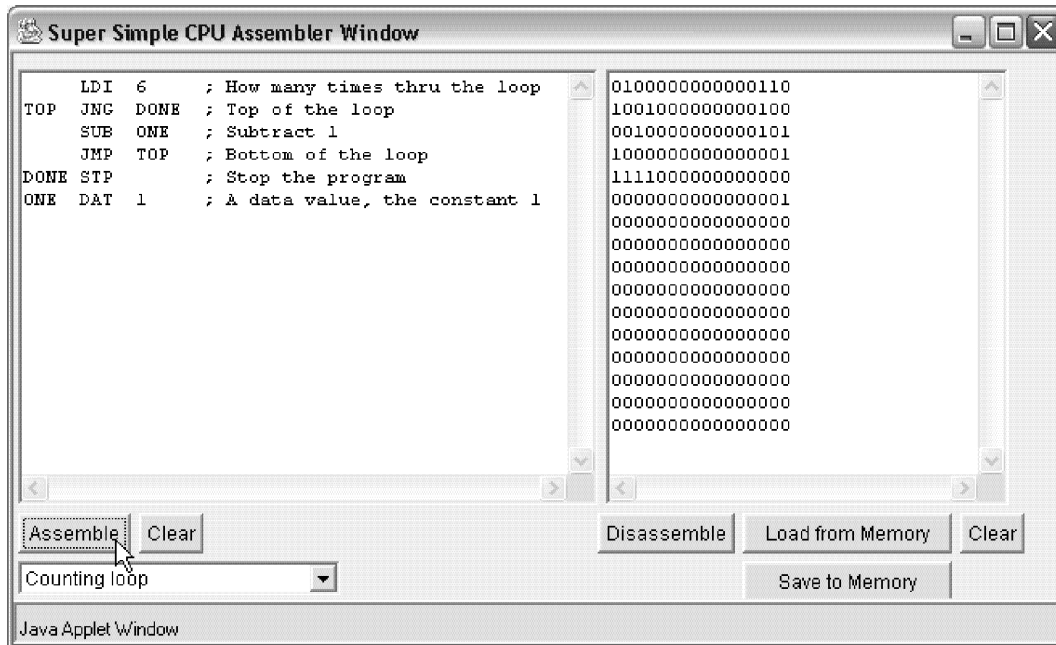 Super Simple CPU Assembler Window
LDI 6 ; How many times thru the loop
TOP JNG DONE ; Top of the loop
SUB ONE ; Subtract 1
JMP TOP ; Bottom of the loop
DONE STP ; Stop the program
ONE DAT 1 ; A data value, the constant 1
0100000000000110
1001000000000100
0010000000000101
1000000000000001
1111000000000000
0000000000000001
0000000000000000
0000000000000000
0000000000000000
0000000000000000
0000000000000000
0000000000000000
0000000000000000
0000000000000000
0000000000000000
0000000000000000
Assemble Clear Disassemble Load from Memory Clear
Counting loop Save to Memory
Java Applet Window